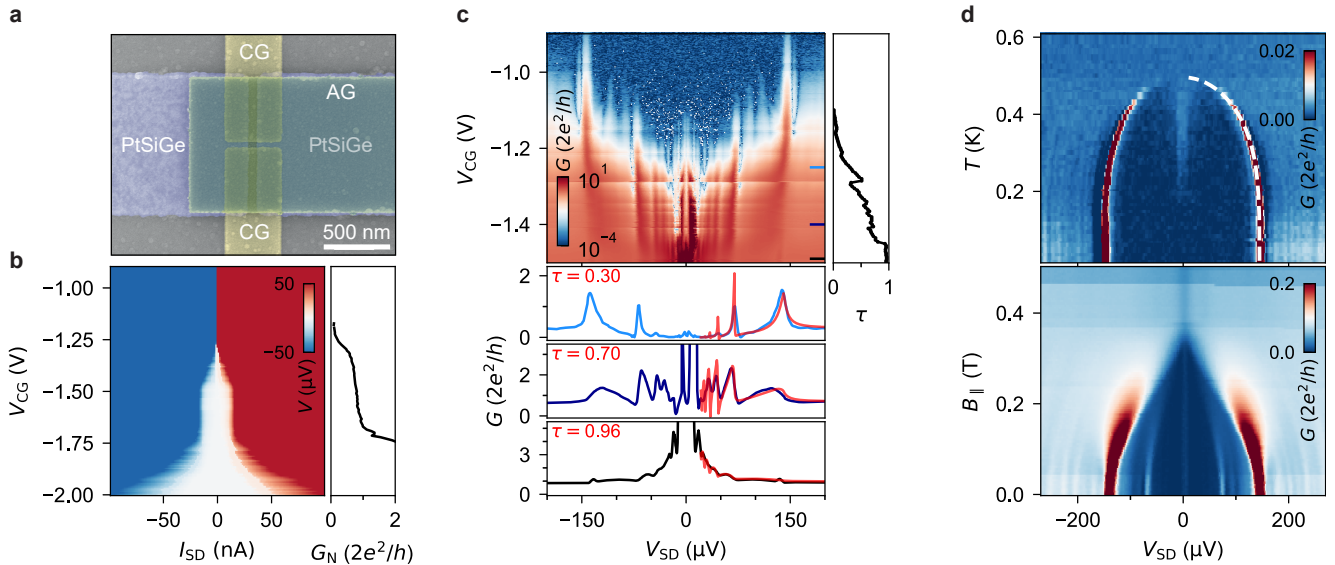 a
CG
AG
PtSiGe
PtSiGe
CG
500 nm
b
50
−50
V (µV)
−1.00
−1.25
−1.50
−1.75
−2.00
V_CG (V)
−50
0
50
I_SD (nA)
0
2
G_N (2e²/h)
c
−1.0
−1.2
−1.4
V_CG (V)
G (2e²/h)
10¹
10⁻⁴
0
1
τ
2
0
τ = 0.30
1
0
τ = 0.70
3
0
τ = 0.96
G (2e²/h)
−150
0
150
V_SD (µV)
d
0.6
0.4
0.2
T (K)
0.02
0.00
G (2e²/h)
0.4
0.2
0.0
B_∥ (T)
0.2
0.0
G (2e²/h)
−200
0
200
V_SD (µV)